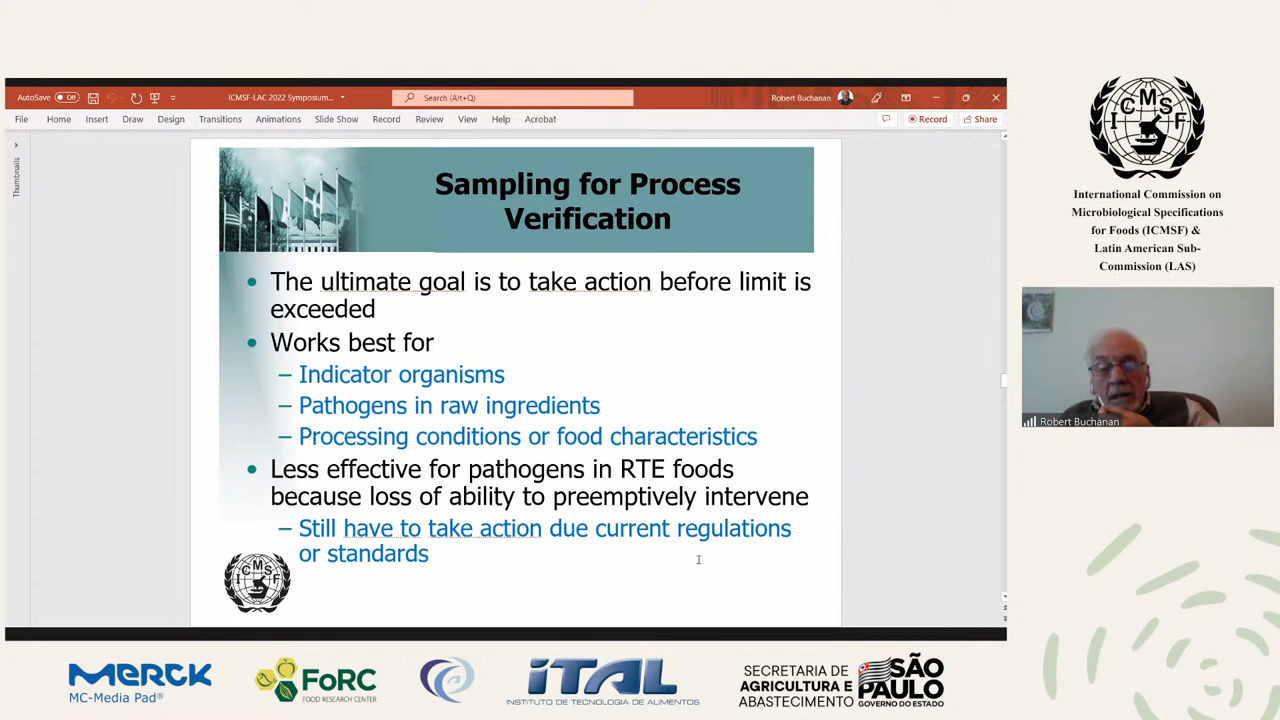 AutoSave Off
ICMSF-LAC 2022 Symposium...
Search (Alt+Q)
Robert Buchanan
File Home Insert Draw Design Transitions Animations Slide Show Record Review View Help Acrobat
Record Share
Thumbnails
Sampling for Process
Verification
• The ultimate goal is to take action before limit is
exceeded
• Works best for
– Indicator organisms
– Pathogens in raw ingredients
– Processing conditions or food characteristics
• Less effective for pathogens in RTE foods
because loss of ability to preemptively intervene
– Still have to take action due current regulations
or standards
ICMSF
ICMSF
International Commission on
Microbiological Specifications
for Foods (ICMSF) &
Latin American Sub-
Commission (LAS)
Robert Buchanan
MERCK
MC-Media Pad®
FoRC
FOOD RESEARCH CENTER
iTAL
INSTITUTO DE TECNOLOGIA DE ALIMENTOS
SECRETARIA DE
AGRICULTURA E
ABASTECIMENTO
SÃO
PAULO
GOVERNO DO ESTADO